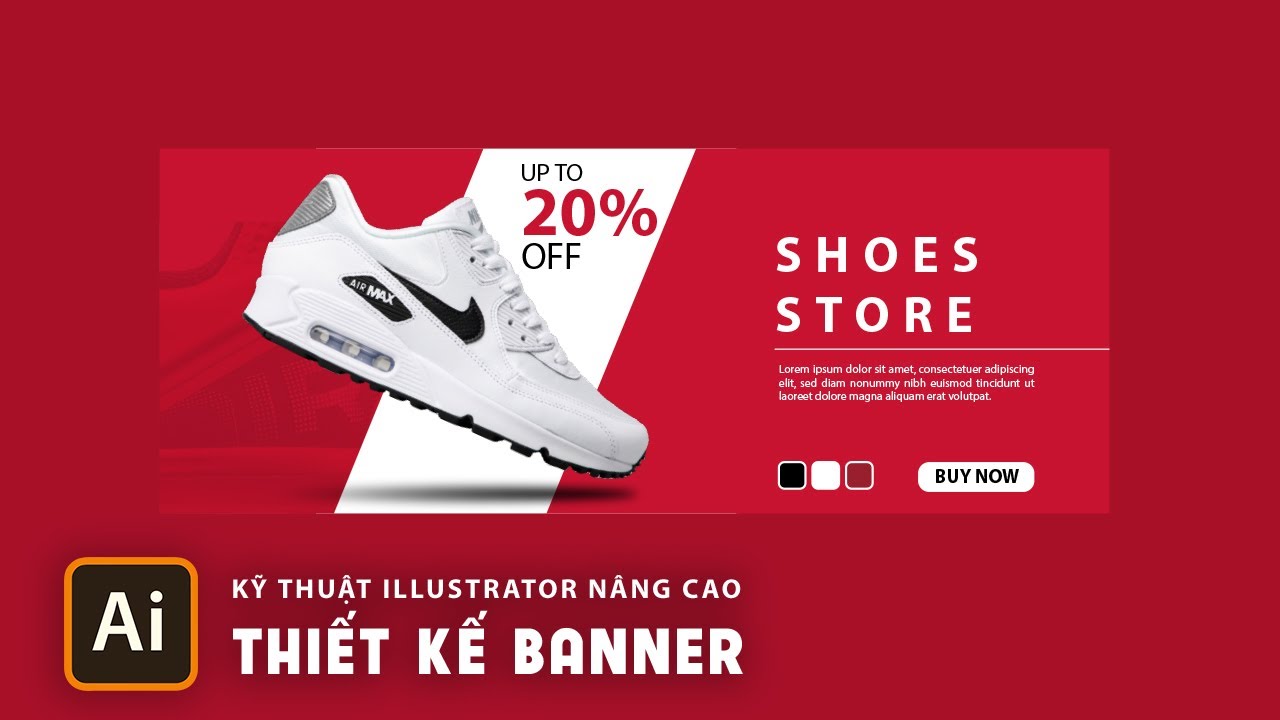 UP TO
20%
OFF
AIR MAX
SHOES
STORE
Lorem ipsum dolor sit amet, consectetuer adipiscing
elit, sed diam nonummy nibh euismod tincidunt ut
laoreet dolore magna aliquam erat volutpat.
BUY NOW
Ai
KỸ THUẬT ILLUSTRATOR NÂNG CAO
THIẾT KẾ BANNER